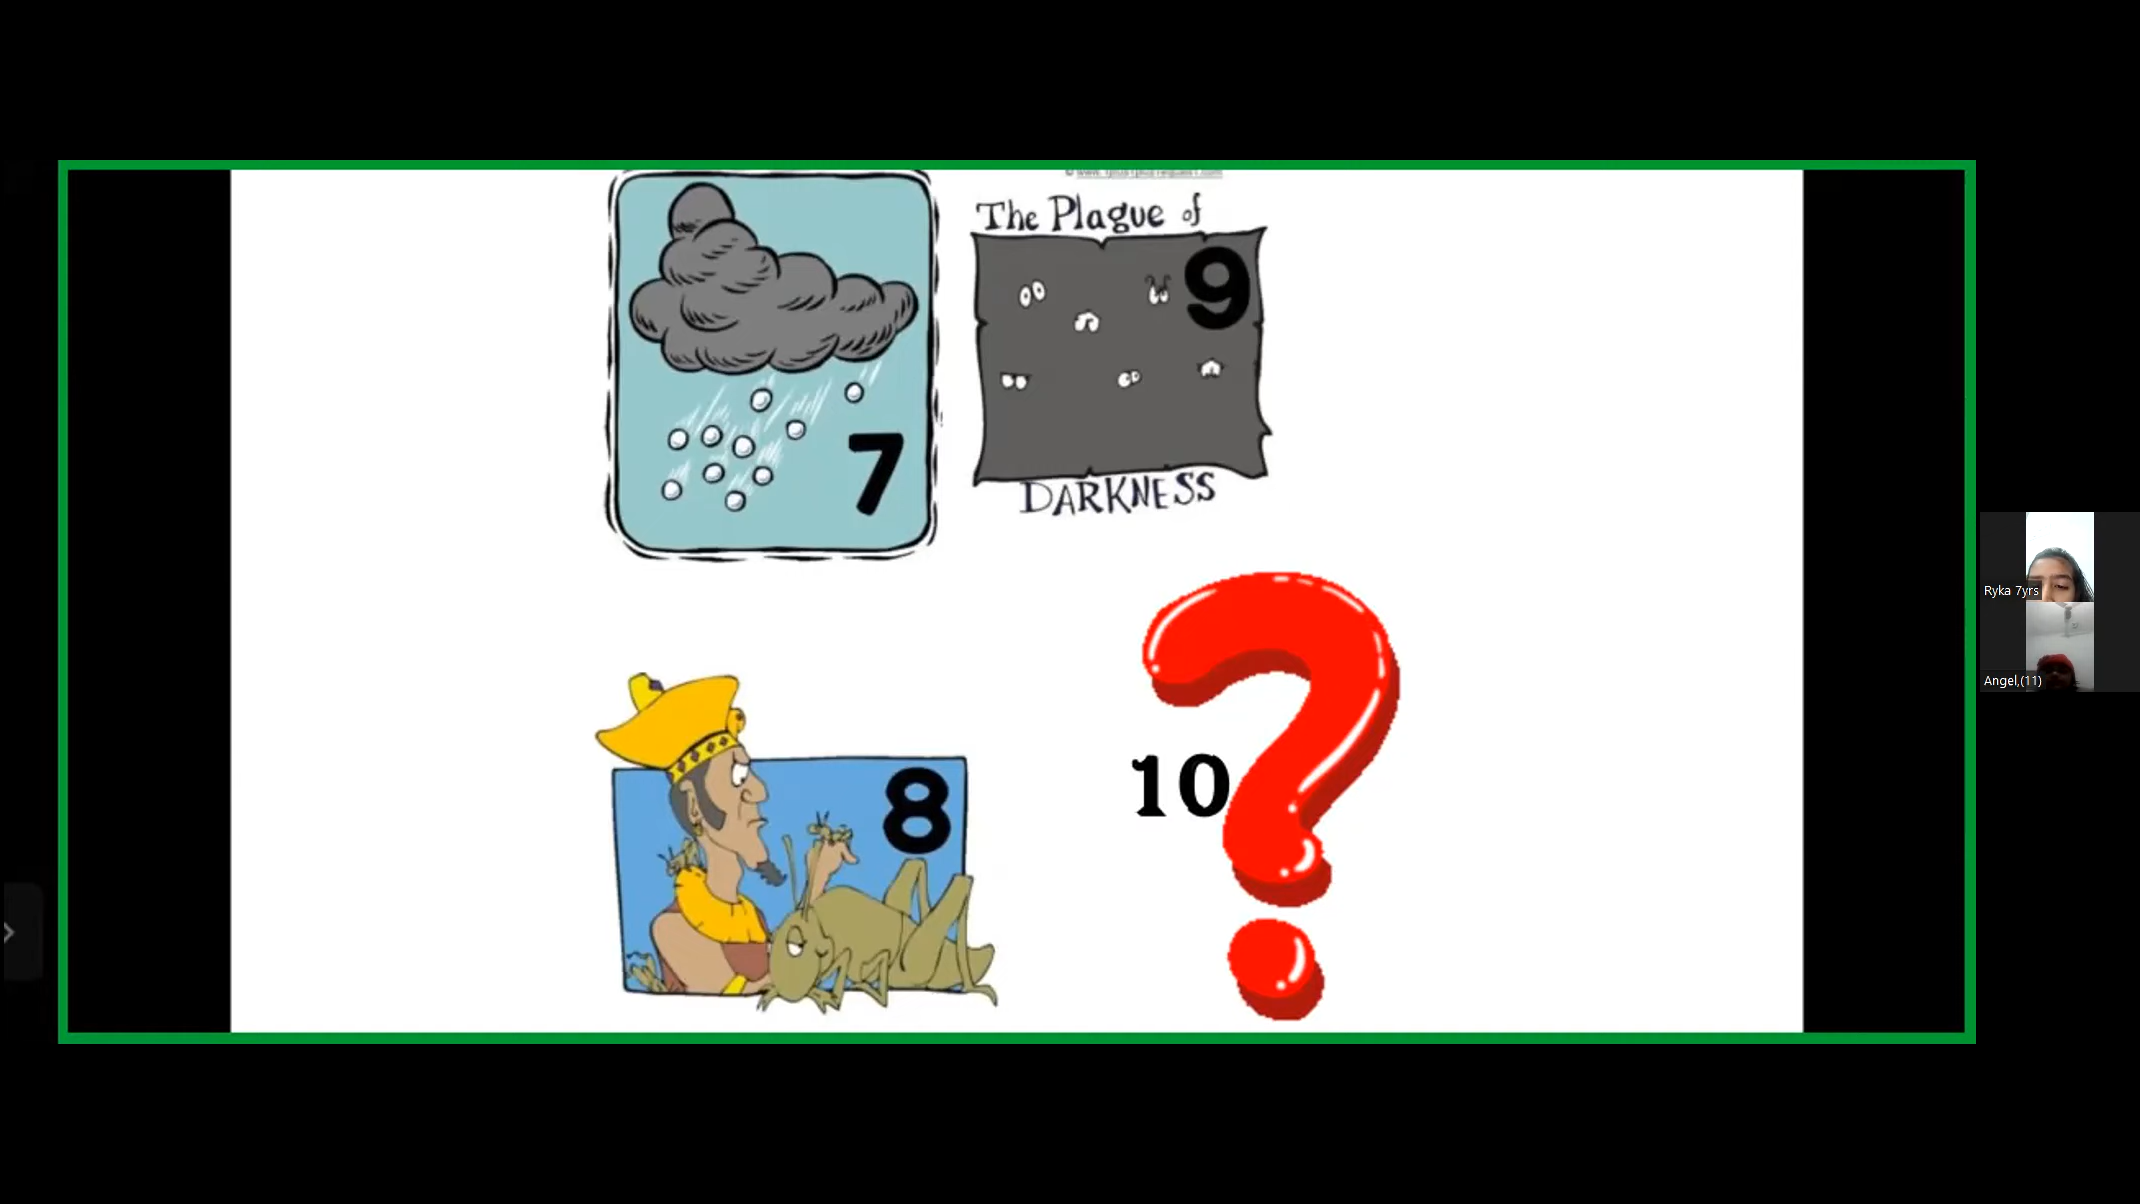 The Plague of
9
DARKNESS
7
8
10
Ryka 7yrs
Angel,(11)